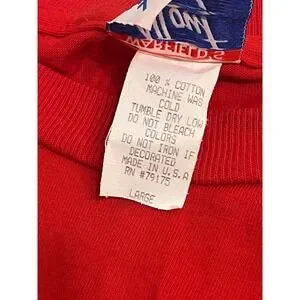 WARFIELD'S
100 % COTTON
MACHINE WAS
COLD
TUMBLE DRY LOW
DO NOT BLEACH
COLORS
DO NOT IRON IF
DECORATED
MADE IN U.S.A
RN #79175
LARGE